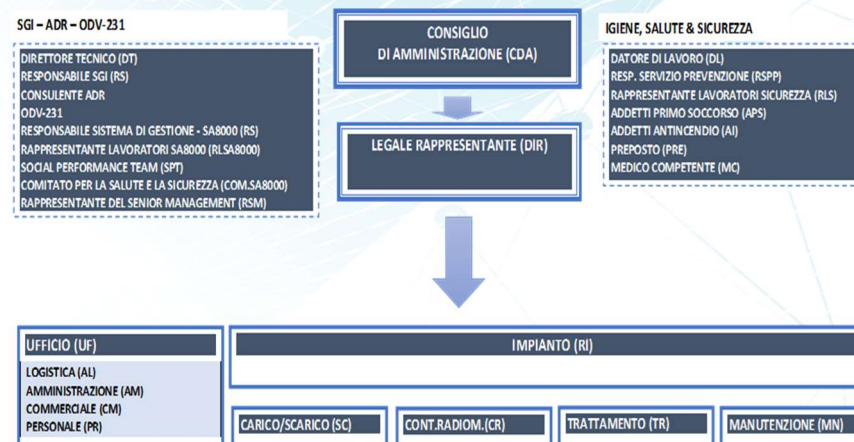 SGI – ADR – ODV-231
DIRETTORE TECNICO (DT)
RESPONSABILE SGI (RS)
CONSULENTE ADR
ODV-231
RESPONSABILE SISTEMA DI GESTIONE - SA8000 (RS)
RAPPRESENTANTE LAVORATORI SA8000 (RLSA8000)
SOCIAL PERFORMANCE TEAM (SPT)
COMITATO PER LA SALUTE E LA SICUREZZA (COM.SA8000)
RAPPRESENTANTE DEL SENIOR MANAGEMENT (RSM)
CONSIGLIO
DI AMMINISTRAZIONE (CDA)
LEGALE RAPPRESENTANTE (DIR)
IGIENE, SALUTE & SICUREZZA
DATORE DI LAVORO (DL)
RESP. SERVIZIO PREVENZIONE (RSPP)
RAPPRESENTANTE LAVORATORI SICUREZZA (RLS)
ADDETTI PRIMO SOCCORSO (APS)
ADDETTI ANTINCENDIO (AI)
PREPOSTO (PRE)
MEDICO COMPETENTE (MC)
UFFICIO (UF)
LOGISTICA (AL)
AMMINISTRAZIONE (AM)
COMMERCIALE (CM)
PERSONALE (PR)
IMPIANTO (RI)
CARICO/SCARICO (SC)
CONT.RADIOM.(CR)
TRATTAMENTO (TR)
MANUTENZIONE (MN)